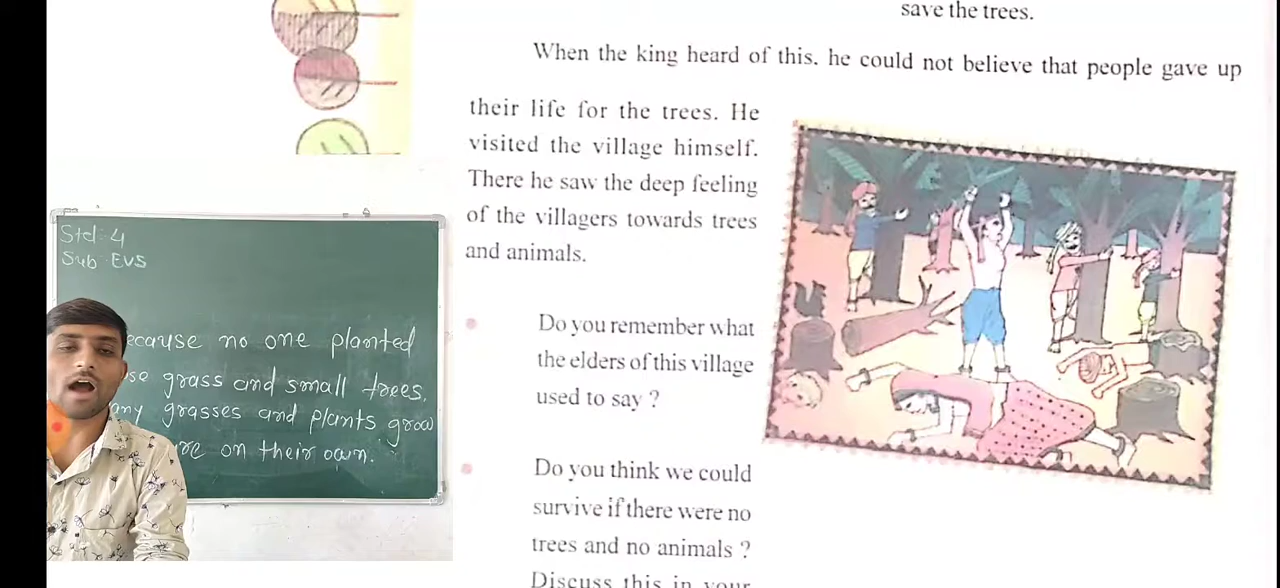 save the trees.
When the king heard of this. he could not believe that people gave up
their life for the trees. He
visited the village himself.
There he saw the deep feeling
of the villagers towards trees
and animals.
Do you remember what
the elders of this village
used to say ?
Do you think we could
survive if there were no
trees and no animals ?
Discuss this in your
Std : 4
Sub : EVS
ecause no one planted
se grass and small trees.
any grasses and plants grow
re on their own.